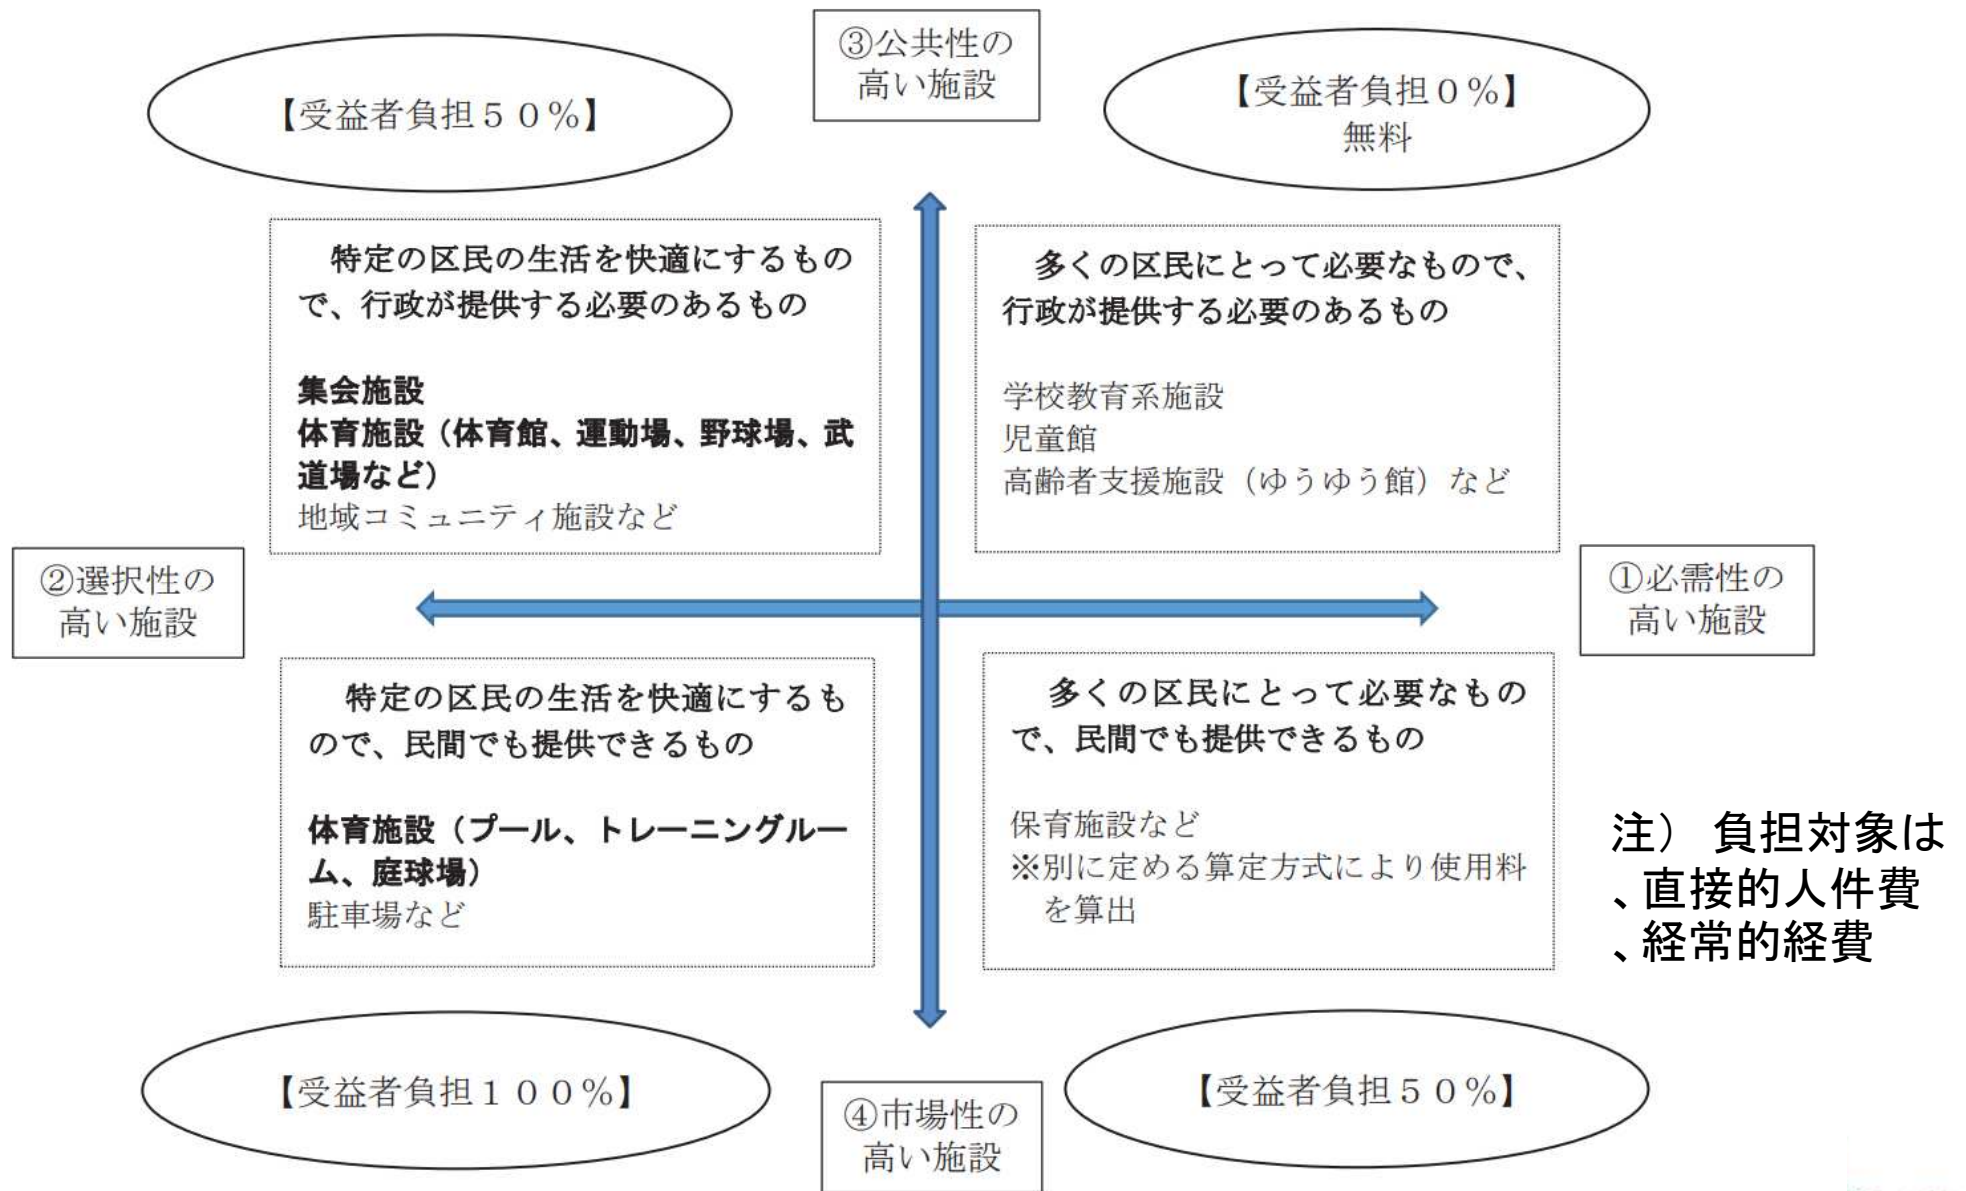 ③公共性の
高い施設
【受益者負担５０％】
【受益者負担０％】
無料
特定の区民の生活を快適にするもの
で、行政が提供する必要のあるもの
集会施設
体育施設（体育館、運動場、野球場、武
道場など）
地域コミュニティ施設など
多くの区民にとって必要なもので、
行政が提供する必要のあるもの
学校教育系施設
児童館
高齢者支援施設（ゆうゆう館）など
②選択性の
高い施設
①必需性の
高い施設
特定の区民の生活を快適にするも
ので、民間でも提供できるもの
体育施設（プール、トレーニングルー
ム、庭球場）
駐車場など
多くの区民にとって必要なもの
で、民間でも提供できるもの
保育施設など
※別に定める算定方式により使用料
を算出
注） 負担対象は
、直接的人件費
、経常的経費
【受益者負担１００％】
【受益者負担５０％】
④市場性の
高い施設